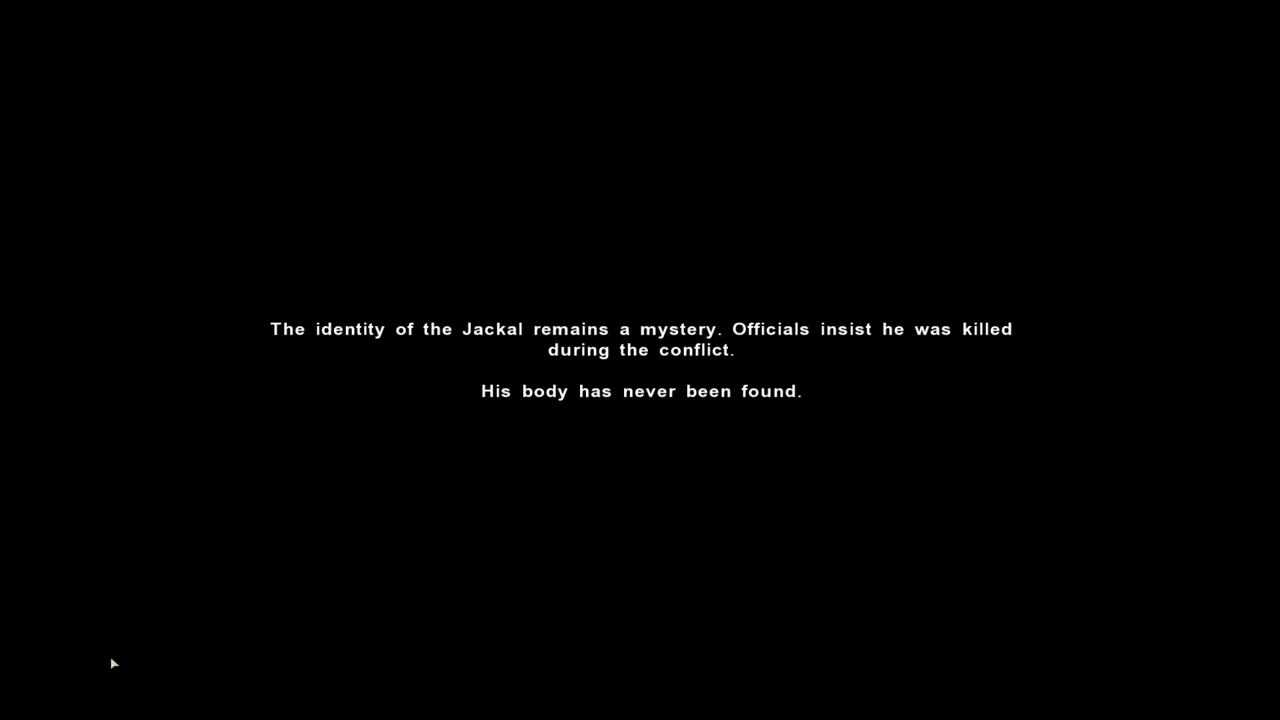 The identity of the Jackal remains a mystery. Officials insist he was killed
during the conflict.
His body has never been found.